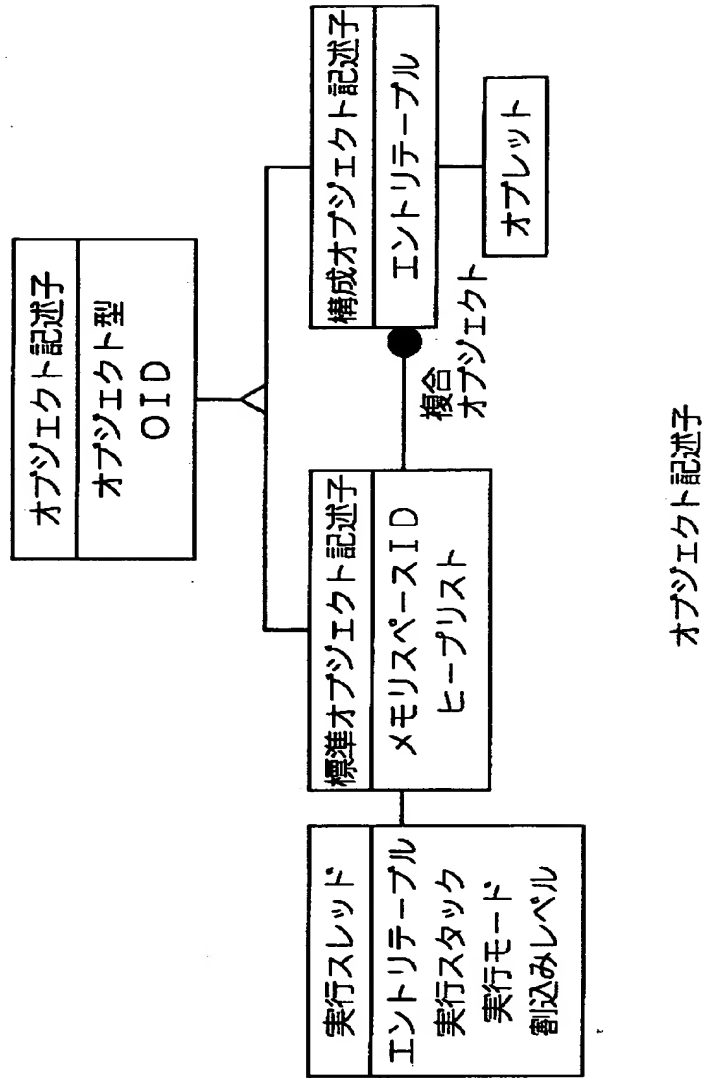 オブジェクト記述子
オブジェクト型
OID
実行スレッド
エントリテーブル
実行スタック
実行モード
割込みレベル
標準オブジェクト記述子
メモリスペースID
ヒープリスト
複合
オブジェクト
構成オブジェクト記述子
エントリテーブル
オブレット
オブジェクト記述子